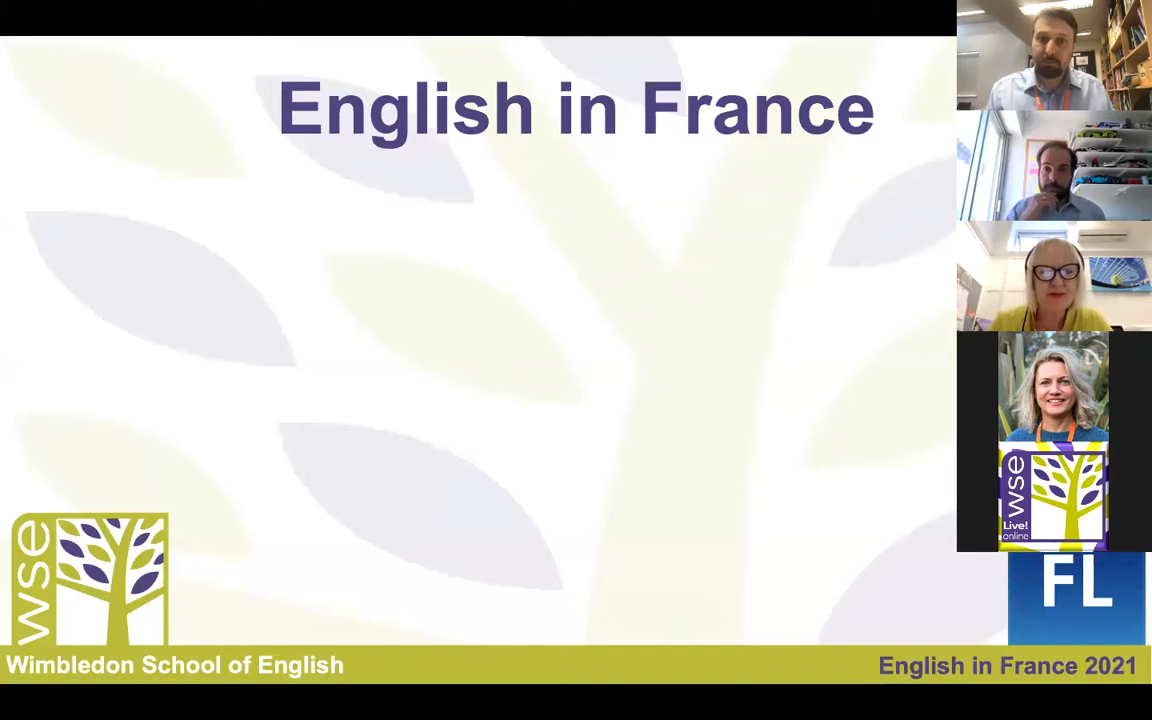 English in France
wse
Live!
online
FL
wse
Wimbledon School of English
English in France 2021